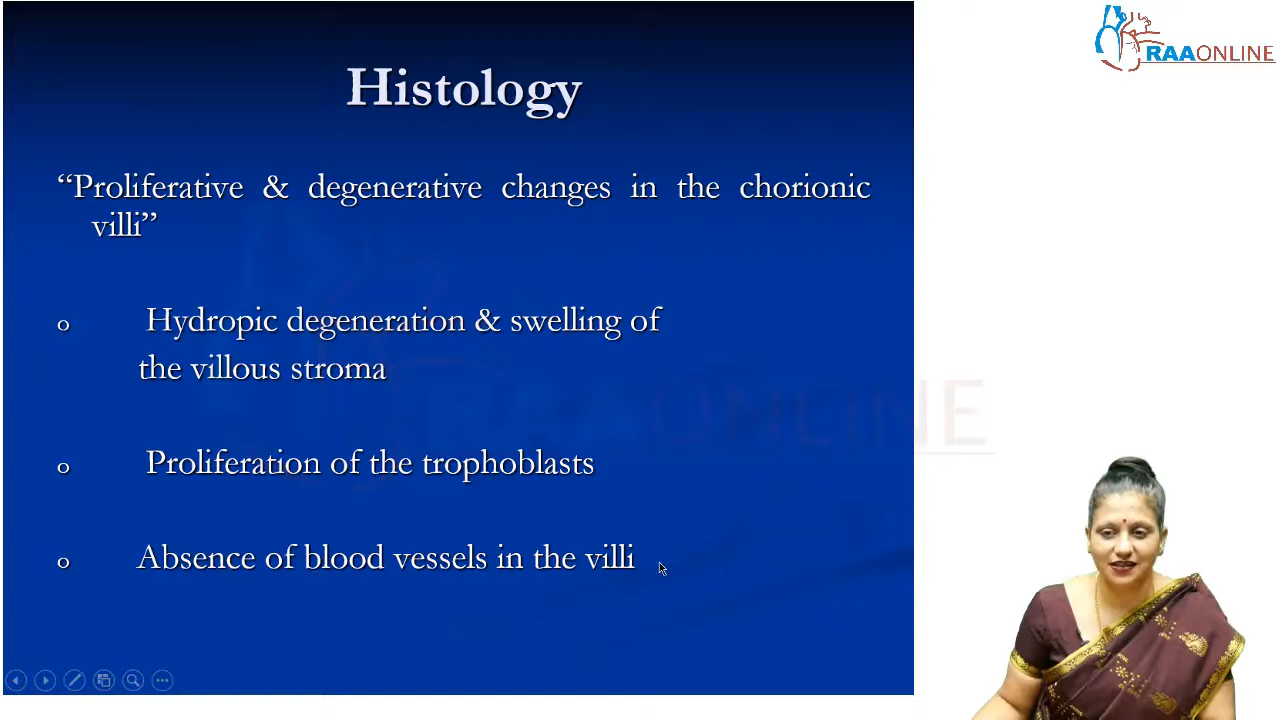 RAAONLINE
Histology
“Proliferative & degenerative changes in the chorionic
villi”
Hydropic degeneration & swelling of
the villous stroma
RAAONLINE
Proliferation of the trophoblasts
Absence of blood vessels in the villi